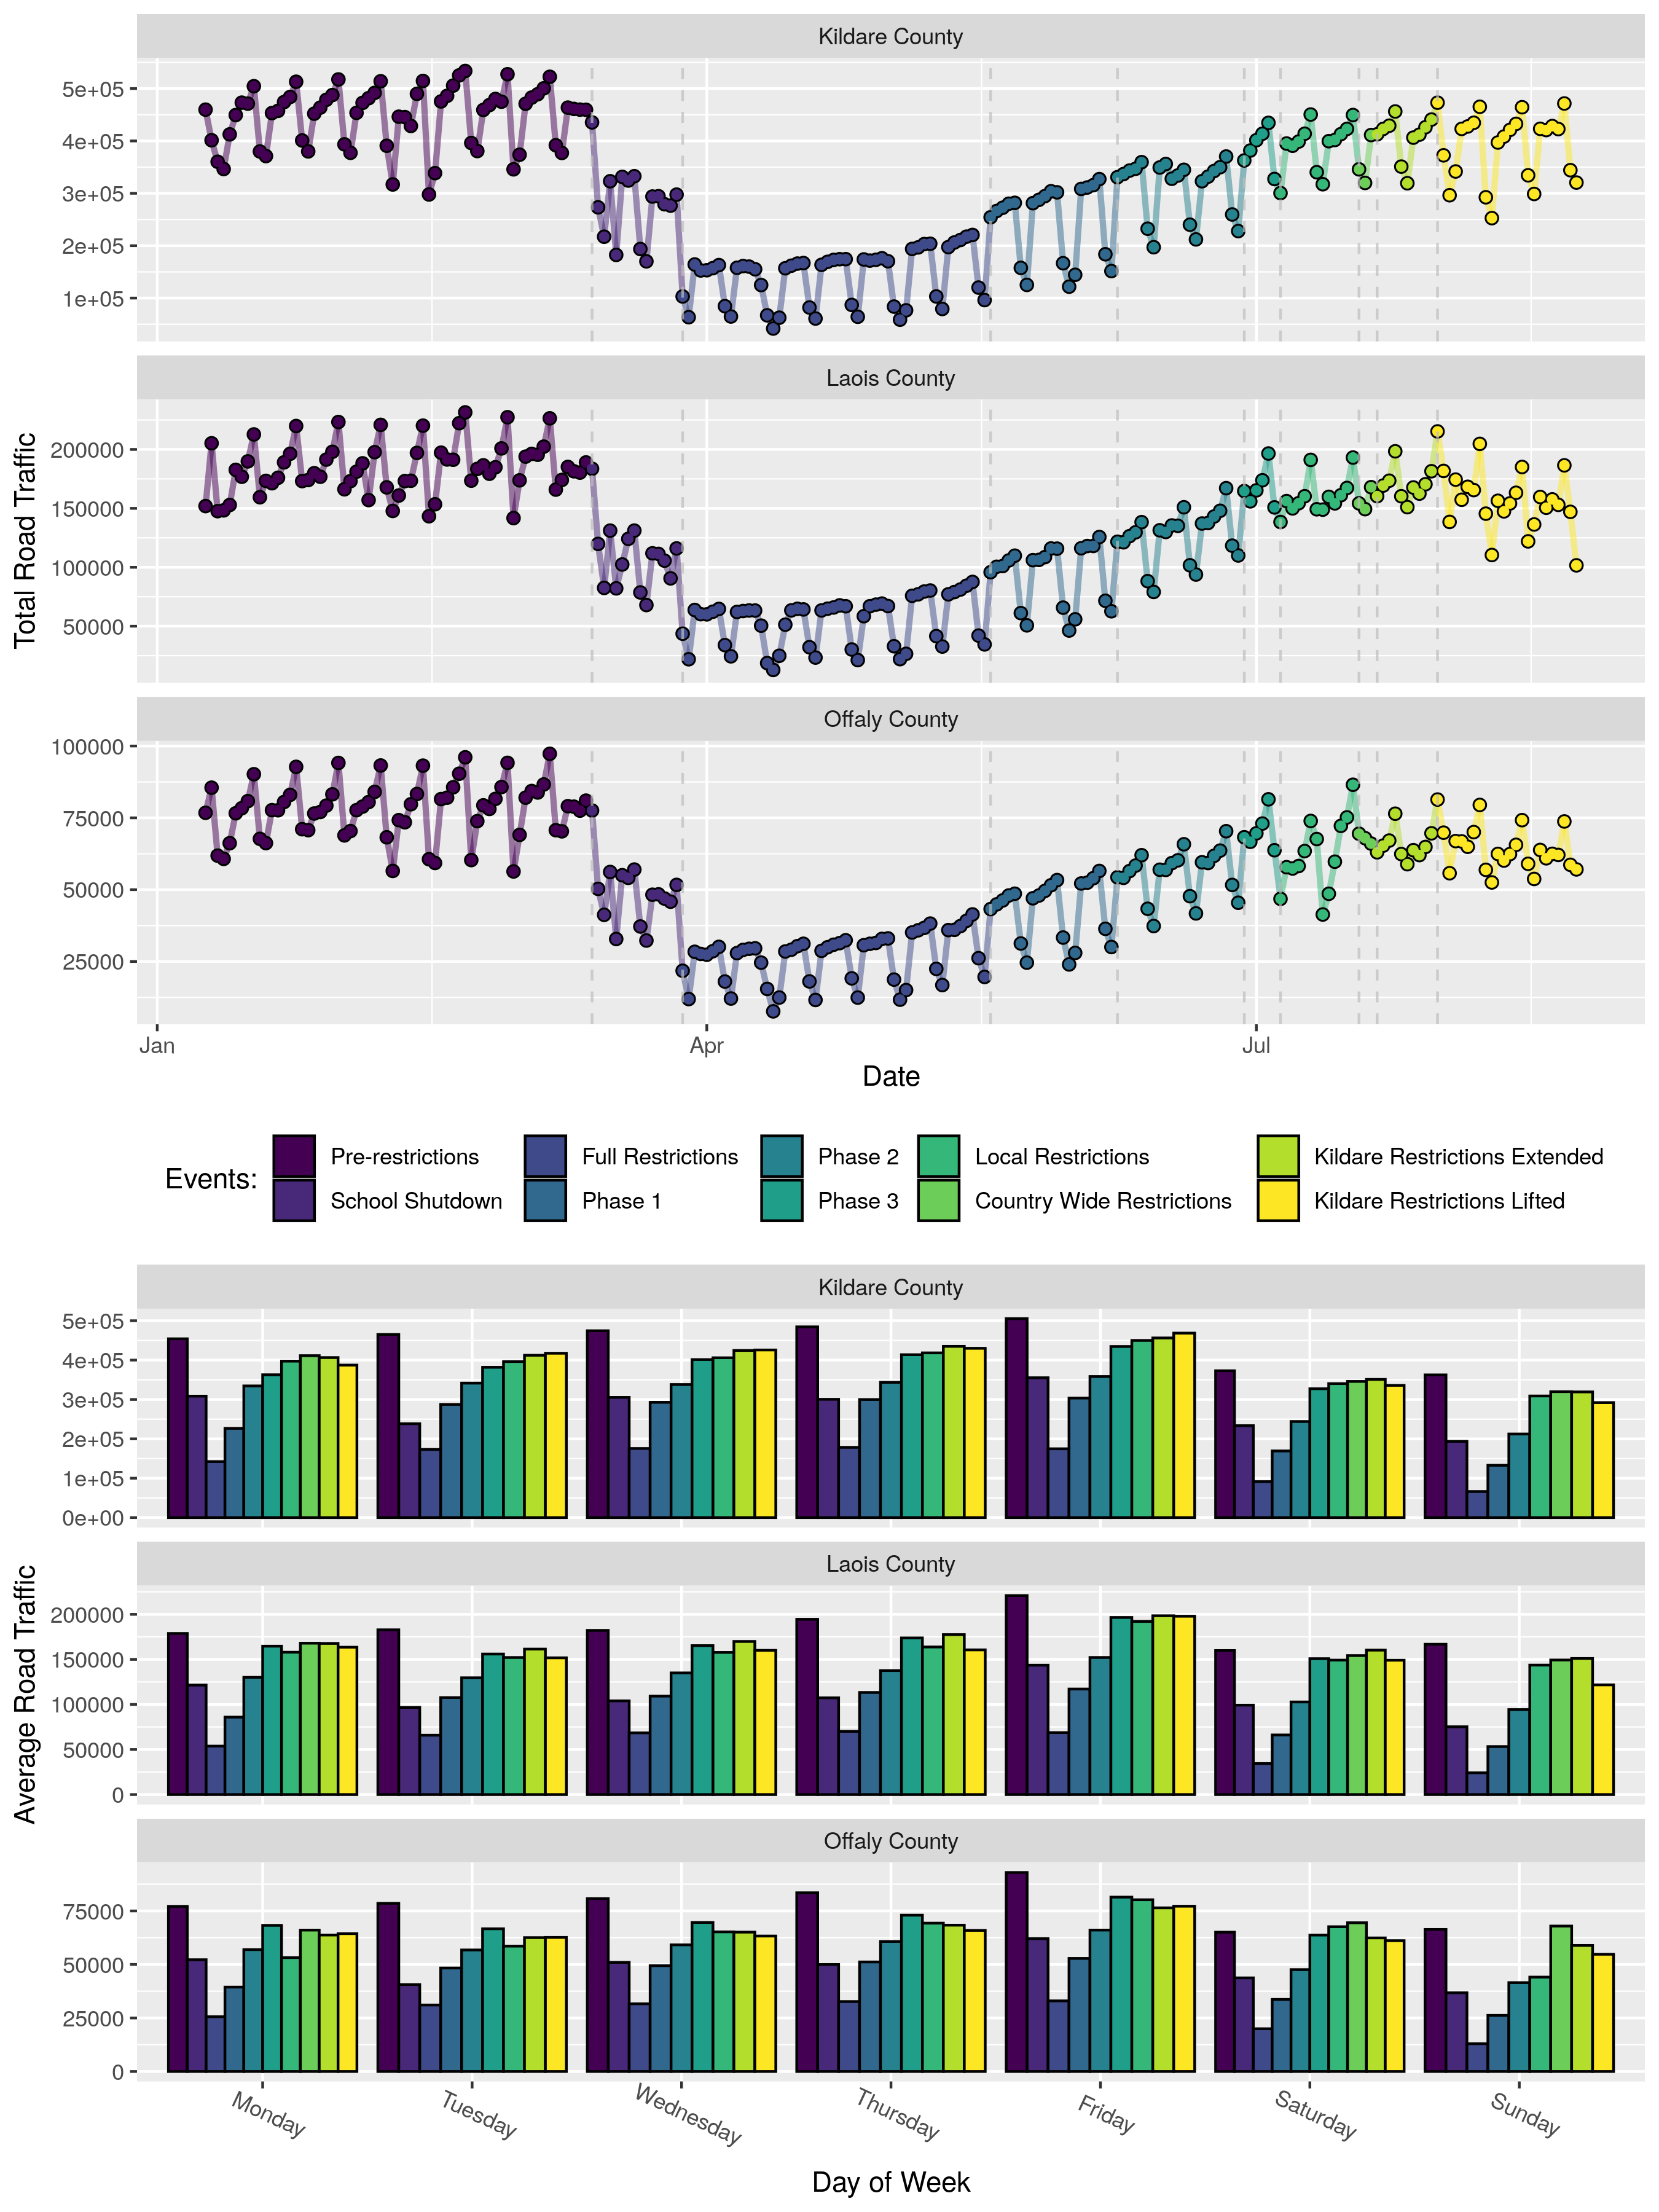 Kildare County
5e+05
4e+05
3e+05
2e+05
1e+05
Laois County
200000
150000
100000
50000
Offaly County
100000
75000
50000
25000
Total Road Traffic
Jan Apr Jul
Date
Events:
Pre-restrictions Full Restrictions Phase 2 Local Restrictions Kildare Restrictions Extended
School Shutdown Phase 1 Phase 3 Country Wide Restrictions Kildare Restrictions Lifted
Kildare County
5e+05
4e+05
3e+05
2e+05
1e+05
0e+00
Laois County
200000
150000
100000
50000
0
Offaly County
75000
50000
25000
0
Average Road Traffic
Monday Tuesday Wednesday Thursday Friday Saturday Sunday
Day of Week